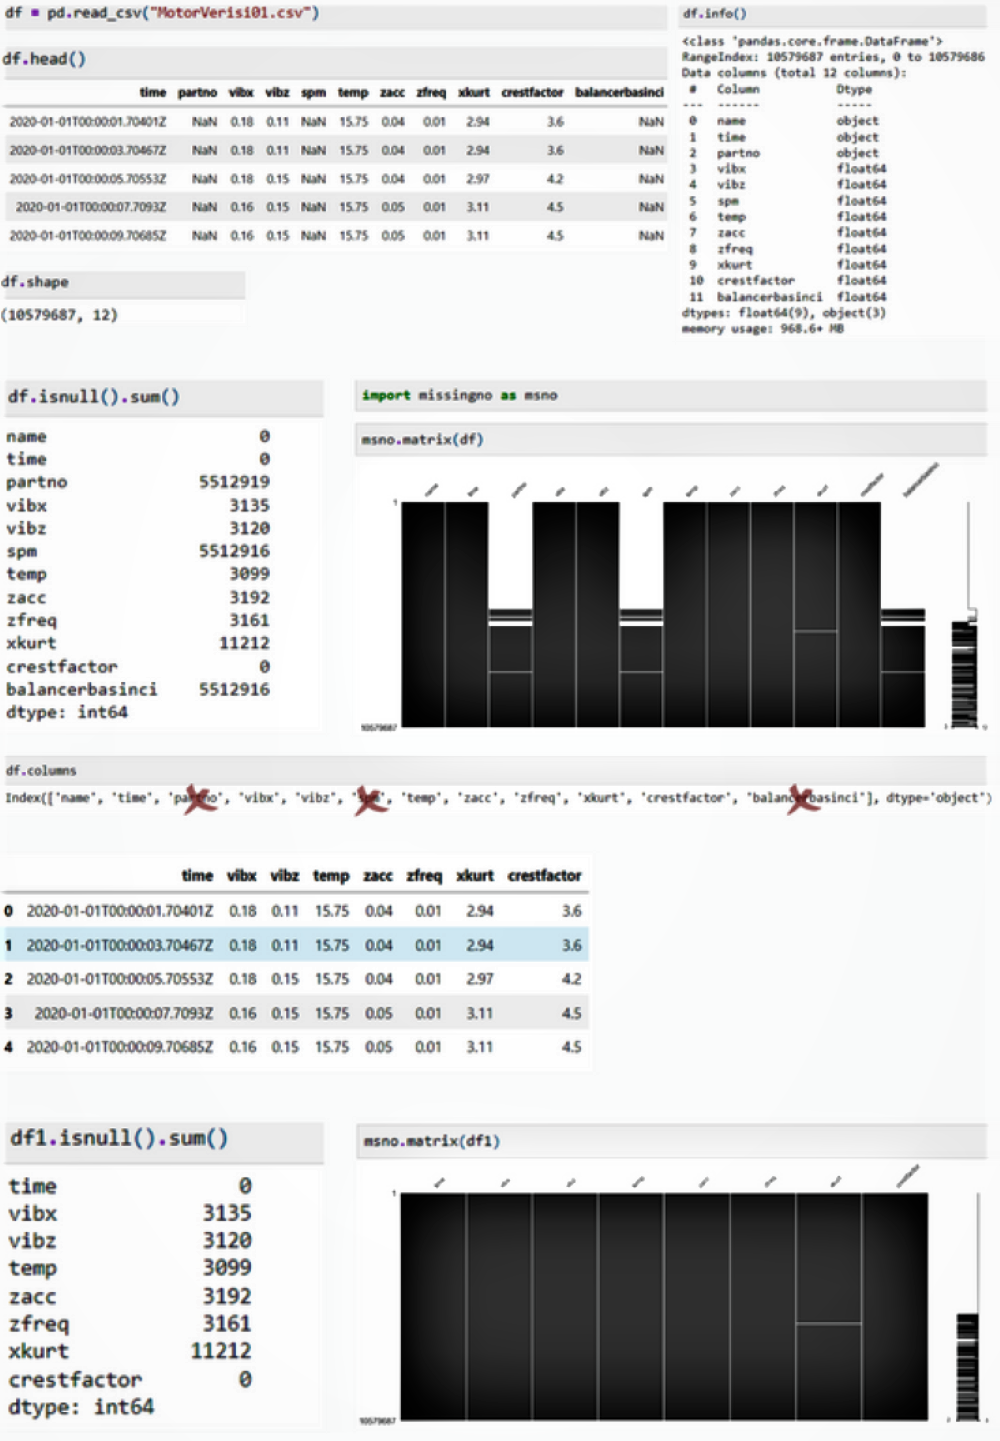 df = pd.read_csv("MotorVerisi01.csv")
df.head()
time partno vibx vibz spm temp zacc zfreq xkurt crestfactor balancerbasinci
2020-01-01T00:00:01.70401Z NaN 0.18 0.11 NaN 15.75 0.04 0.01 2.94 3.6 NaN
2020-01-01T00:00:03.70467Z NaN 0.18 0.11 NaN 15.75 0.04 0.01 2.94 3.6 NaN
2020-01-01T00:00:05.70553Z NaN 0.18 0.15 NaN 15.75 0.04 0.01 2.97 4.2 NaN
2020-01-01T00:00:07.7093Z NaN 0.16 0.15 NaN 15.75 0.05 0.01 3.11 4.5 NaN
2020-01-01T00:00:09.70685Z NaN 0.16 0.15 NaN 15.75 0.05 0.01 3.11 4.5 NaN
df.shape
(10579687, 12)
df.info()
<class 'pandas.core.frame.DataFrame'>
RangeIndex: 10579687 entries, 0 to 10579686
Data columns (total 12 columns):
# Column Dtype
--- ------ -----
0 name object
1 time object
2 partno object
3 vibx float64
4 vibz float64
5 spm float64
6 temp float64
7 zacc float64
8 zfreq float64
9 xkurt float64
10 crestfactor float64
11 balancerbasinci float64
dtypes: float64(9), object(3)
memory usage: 968.6+ MB
df.isnull().sum()
name 0
time 0
partno 5512919
vibx 3135
vibz 3120
spm 5512916
temp 3099
zacc 3192
zfreq 3161
xkurt 11212
crestfactor 0
balancerbasinci 5512916
dtype: int64
import missingno as msno
msno.matrix(df)
name time partno vibx vibz spm temp zacc zfreq xkurt crestfactor balancerbasinci
1
10579687
df.columns
Index(['name', 'time', 'partno', 'vibx', 'vibz', 'spm', 'temp', 'zacc', 'zfreq', 'xkurt', 'crestfactor', 'balancerbasinci'], dtype='object')
time vibx vibz temp zacc zfreq xkurt crestfactor
0 2020-01-01T00:00:01.70401Z 0.18 0.11 15.75 0.04 0.01 2.94 3.6
1 2020-01-01T00:00:03.70467Z 0.18 0.11 15.75 0.04 0.01 2.94 3.6
2 2020-01-01T00:00:05.70553Z 0.18 0.15 15.75 0.04 0.01 2.97 4.2
3 2020-01-01T00:00:07.7093Z 0.16 0.15 15.75 0.05 0.01 3.11 4.5
4 2020-01-01T00:00:09.70685Z 0.16 0.15 15.75 0.05 0.01 3.11 4.5
df1.isnull().sum()
time 0
vibx 3135
vibz 3120
temp 3099
zacc 3192
zfreq 3161
xkurt 11212
crestfactor 0
dtype: int64
msno.matrix(df1)
time vibx vibz temp zacc zfreq xkurt crestfactor
1
10579687